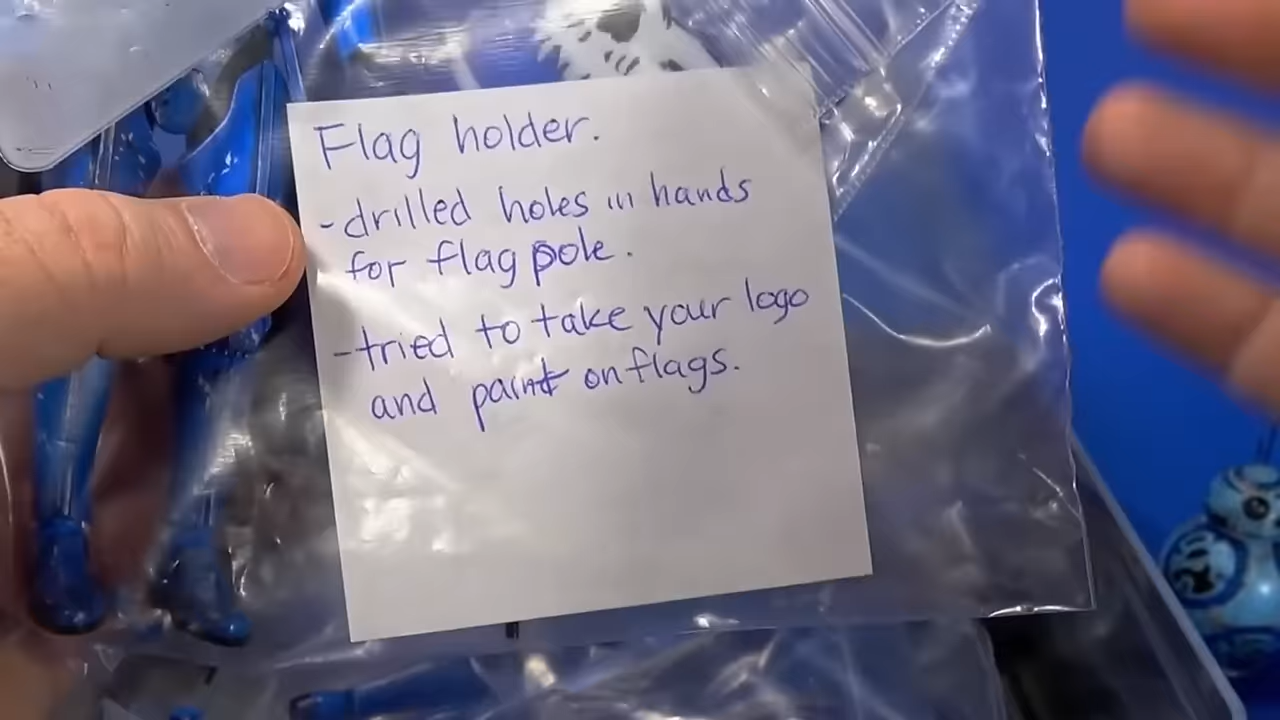 Flag holder.
-drilled holes in hands
for flag pole.
-tried to take your logo
and paint on flags.